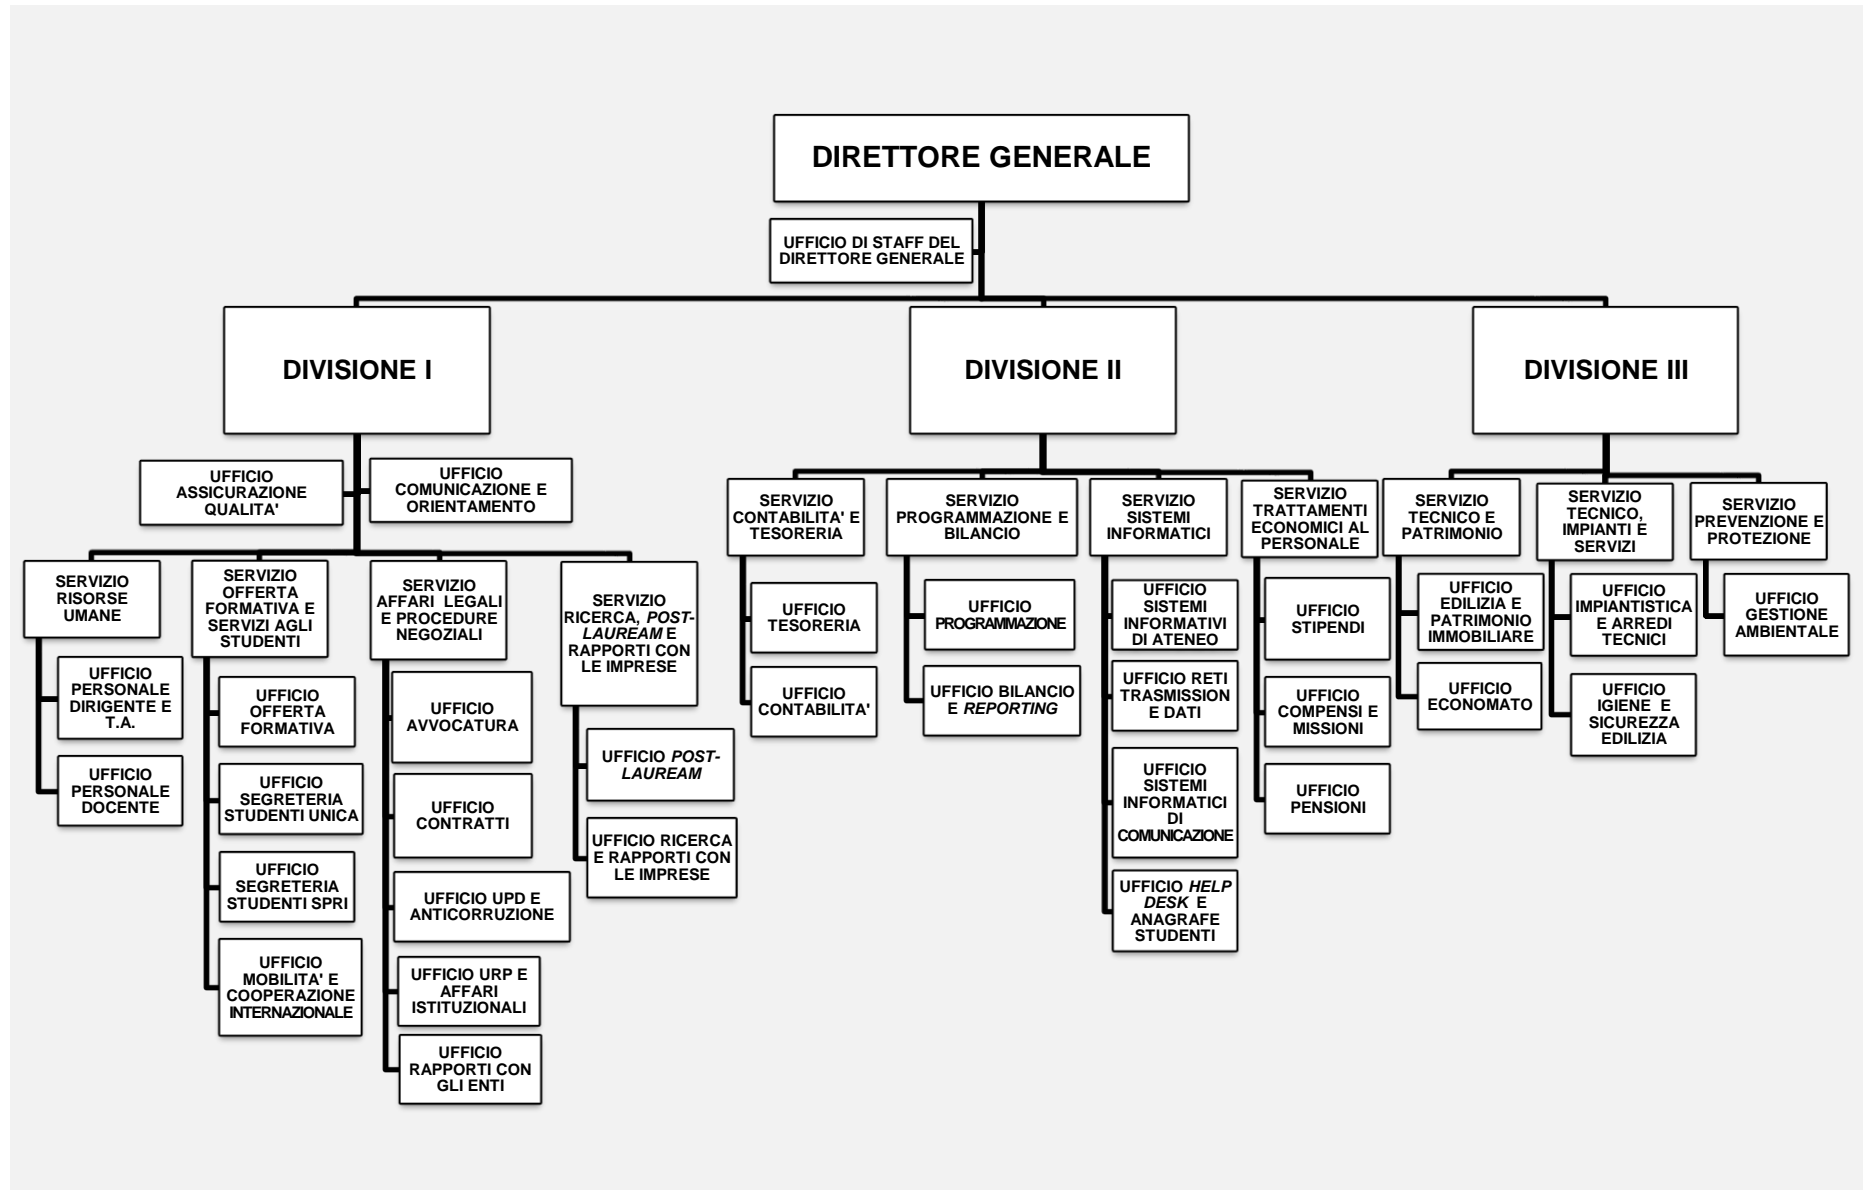 DIRETTORE GENERALE
UFFICIO DI STAFF DEL
DIRETTORE GENERALE
DIVISIONE I
DIVISIONE II
DIVISIONE III
UFFICIO
ASSICURAZIONE
QUALITA'
UFFICIO
COMUNICAZIONE E
ORIENTAMENTO
SERVIZIO
RISORSE
UMANE
UFFICIO
PERSONALE
DIRIGENTE E
T.A.
UFFICIO
PERSONALE
DOCENTE
SERVIZIO
OFFERTA
FORMATIVA E
SERVIZI AGLI
STUDENTI
UFFICIO
OFFERTA
FORMATIVA
UFFICIO
SEGRETERIA
STUDENTI UNICA
UFFICIO
SEGRETERIA
STUDENTI SPRI
UFFICIO
MOBILITA' E
COOPERAZIONE
INTERNAZIONALE
SERVIZIO
AFFARI LEGALI
E PROCEDURE
NEGOZIALI
UFFICIO
AVVOCATURA
UFFICIO
CONTRATTI
UFFICIO UPD E
ANTICORRUZIONE
UFFICIO URP E
AFFARI
ISTITUZIONALI
UFFICIO
RAPPORTI CON
GLI ENTI
SERVIZIO
RICERCA, POST-
LAUREAM E
RAPPORTI CON
LE IMPRESE
UFFICIO POST-
LAUREAM
UFFICIO RICERCA
E RAPPORTI CON
LE IMPRESE
SERVIZIO
CONTABILITA' E
TESORERIA
UFFICIO
TESORERIA
UFFICIO
CONTABILITA'
SERVIZIO
PROGRAMMAZIONE E
BILANCIO
UFFICIO
PROGRAMMAZIONE
UFFICIO BILANCIO
E REPORTING
SERVIZIO
SISTEMI
INFORMATICI
UFFICIO
SISTEMI
INFORMATIVI
DI ATENEO
UFFICIO RETI
TRASMISSION
E DATI
UFFICIO
SISTEMI
INFORMATICI
DI
COMUNICAZIONE
UFFICIO HELP
DESK E
ANAGRAFE
STUDENTI
SERVIZIO
TRATTAMENTI
ECONOMICI AL
PERSONALE
UFFICIO
STIPENDI
UFFICIO
COMPENSI E
MISSIONI
UFFICIO
PENSIONI
SERVIZIO
TECNICO E
PATRIMONIO
UFFICIO
EDILIZIA E
PATRIMONIO
IMMOBILIARE
UFFICIO
ECONOMATO
SERVIZIO
TECNICO,
IMPIANTI E
SERVIZI
UFFICIO
IMPIANTISTICA
E ARREDI
TECNICI
UFFICIO
IGIENE E
SICUREZZA
EDILIZIA
SERVIZIO
PREVENZIONE E
PROTEZIONE
UFFICIO
GESTIONE
AMBIENTALE